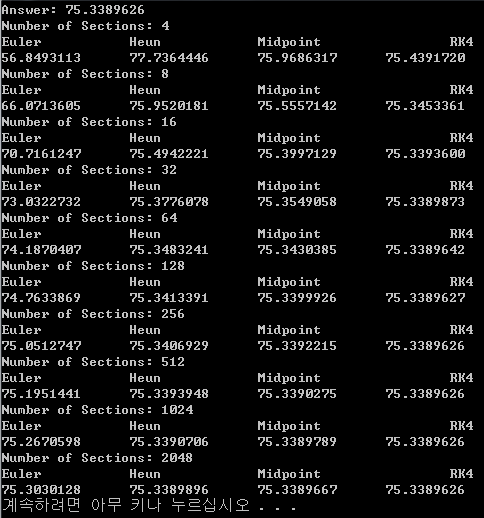 Answer: 75.3389626
Number of Sections: 4
Euler Heun Midpoint RK4
56.8493113 77.7364446 75.9686317 75.4391720
Number of Sections: 8
Euler Heun Midpoint RK4
66.0713605 75.9520181 75.5557142 75.3453361
Number of Sections: 16
Euler Heun Midpoint RK4
70.7161247 75.4942221 75.3997129 75.3393600
Number of Sections: 32
Euler Heun Midpoint RK4
73.0322732 75.3776078 75.3549058 75.3389873
Number of Sections: 64
Euler Heun Midpoint RK4
74.1870407 75.3483241 75.3430385 75.3389642
Number of Sections: 128
Euler Heun Midpoint RK4
74.7633869 75.3413391 75.3399926 75.3389627
Number of Sections: 256
Euler Heun Midpoint RK4
75.0512747 75.3406929 75.3392215 75.3389626
Number of Sections: 512
Euler Heun Midpoint RK4
75.1951441 75.3393948 75.3390275 75.3389626
Number of Sections: 1024
Euler Heun Midpoint RK4
75.2670598 75.3390706 75.3389789 75.3389626
Number of Sections: 2048
Euler Heun Midpoint RK4
75.3030128 75.3389896 75.3389667 75.3389626
계속하려면 아무 키나 누르십시오 . . .